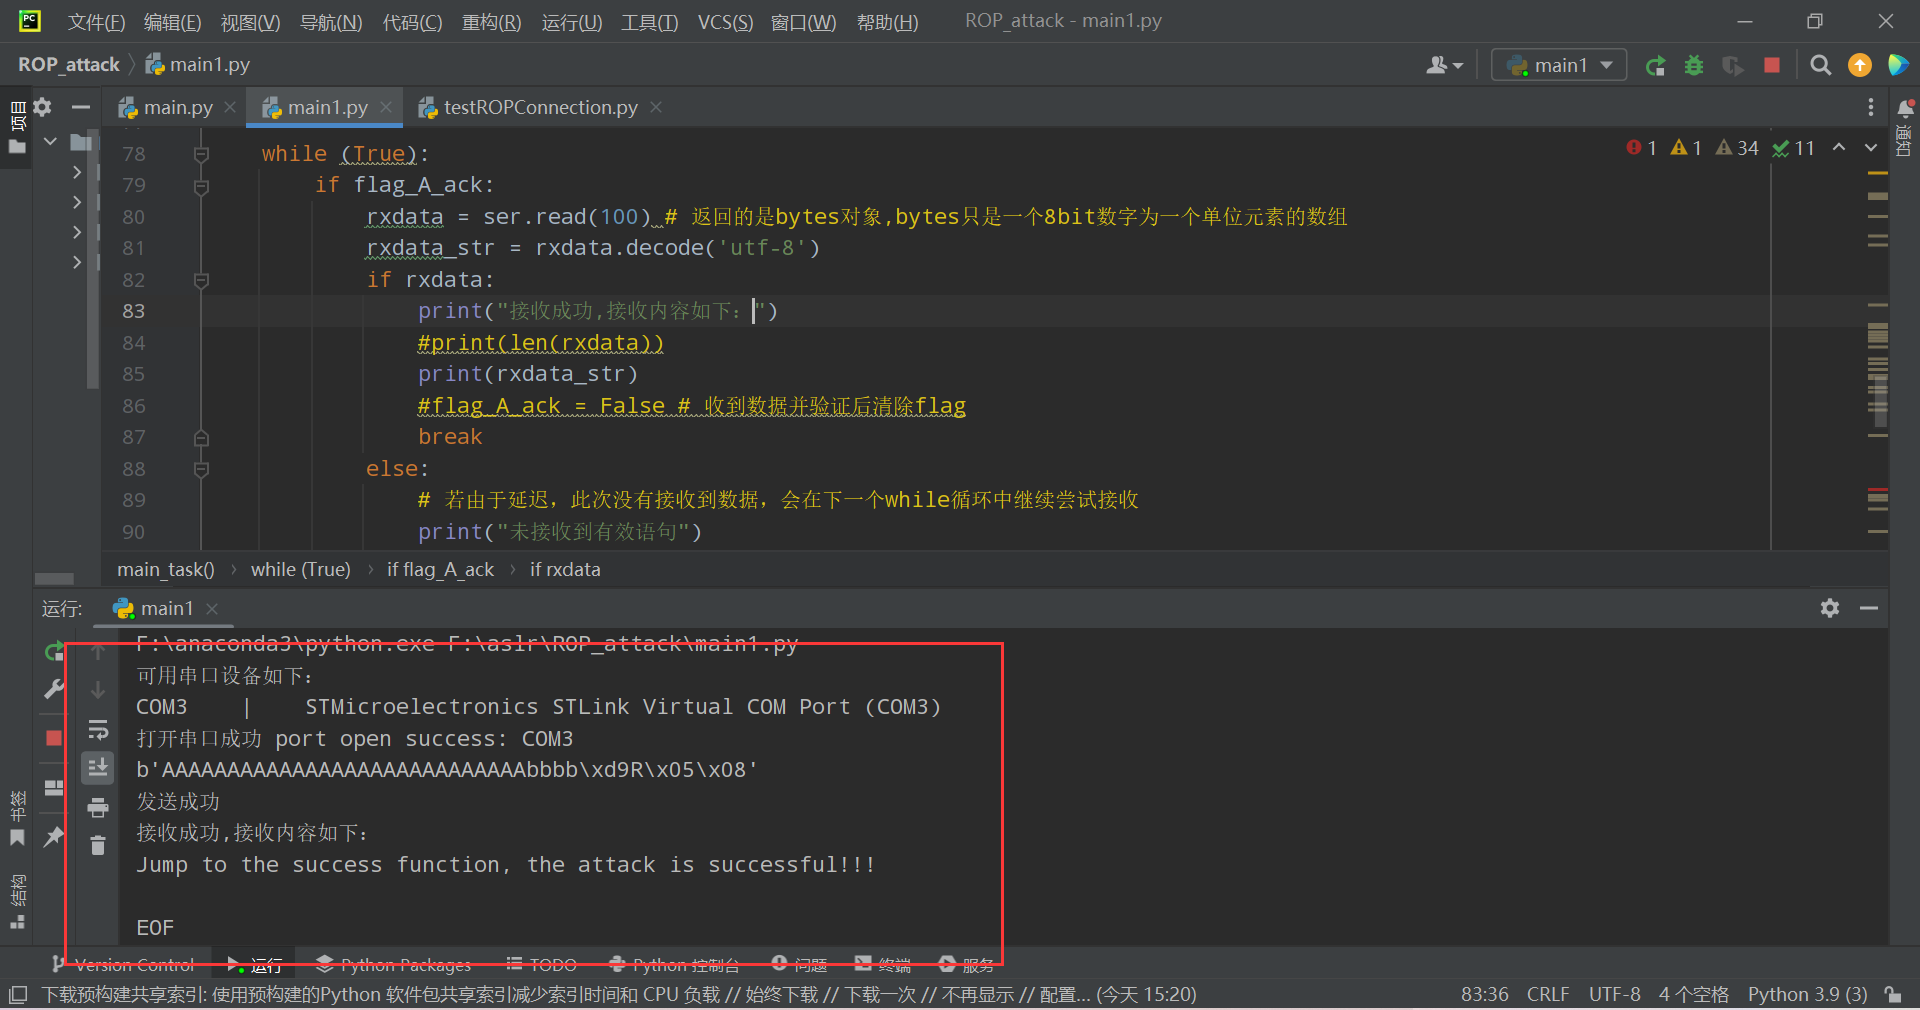 文件(F) 编辑(E) 视图(V) 导航(N) 代码(C) 重构(R) 运行(U) 工具(T) VCS(S) 窗口(W) 帮助(H) ROP_attack - main1.py
ROP_attack main1.py main1
项目 main.py main1.py testROPConnection.py
通知
1 1 34 11
78 while (True):
79 if flag_A_ack:
80 rxdata = ser.read(100) # 返回的是bytes对象,bytes只是一个8bit数字为一个单位元素的数组
81 rxdata_str = rxdata.decode('utf-8')
82 if rxdata:
83 print("接收成功,接收内容如下：")
84 #print(len(rxdata))
85 print(rxdata_str)
86 #flag_A_ack = False # 收到数据并验证后清除flag
87 break
88 else:
89 # 若由于延迟，此次没有接收到数据，会在下一个while循环中继续尝试接收
90 print("未接收到有效语句")
main_task() › while (True) › if flag_A_ack › if rxdata
运行: main1
F:\anaconda3\python.exe F:\aslr\ROP_attack\main1.py
可用串口设备如下：
COM3 | STMicroelectronics STLink Virtual COM Port (COM3)
打开串口成功 port open success: COM3
b'AAAAAAAAAAAAAAAAAAAAAAAAAAAAbbbb\xd9R\x05\x08'
发送成功
接收成功,接收内容如下：
Jump to the success function, the attack is successful!!!
EOF
书签
结构
Version Control 运行 Python Packages TODO Python 控制台 问题 终端 服务
下载预构建共享索引: 使用预构建的Python 软件包共享索引减少索引时间和 CPU 负载 // 始终下载 // 下载一次 // 不再显示 // 配置... (今天 15:20) 83:36 CRLF UTF-8 4 个空格 Python 3.9 (3)